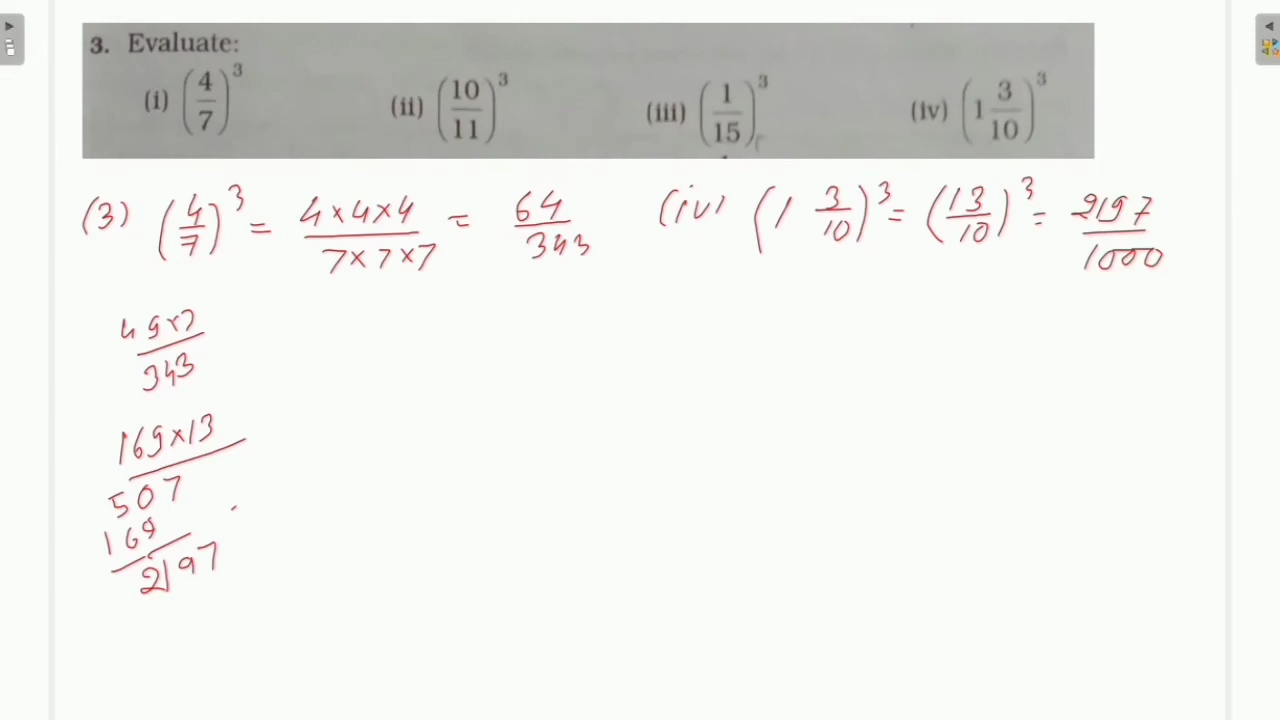 3. Evaluate:
(i) (4/7)^3 (ii) (10/11)^3 (iii) (1/15)^3 (iv) (1 3/10)^3
(3) (4/7)^3 = 4×4×4/7×7×7 = 64/343 (iv) (1 3/10)^3 = (13/10)^3 = 2197/1000
49×7
343
169×13
507
169
2197